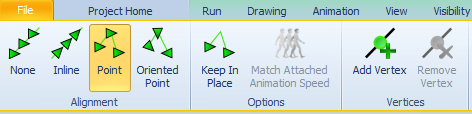 File Project Home Run Drawing Animation View Visibility
None Inline Point Oriented Point Keep In Place Match Attached Animation Speed Add Vertex Remove Vertex
Alignment Options Vertices